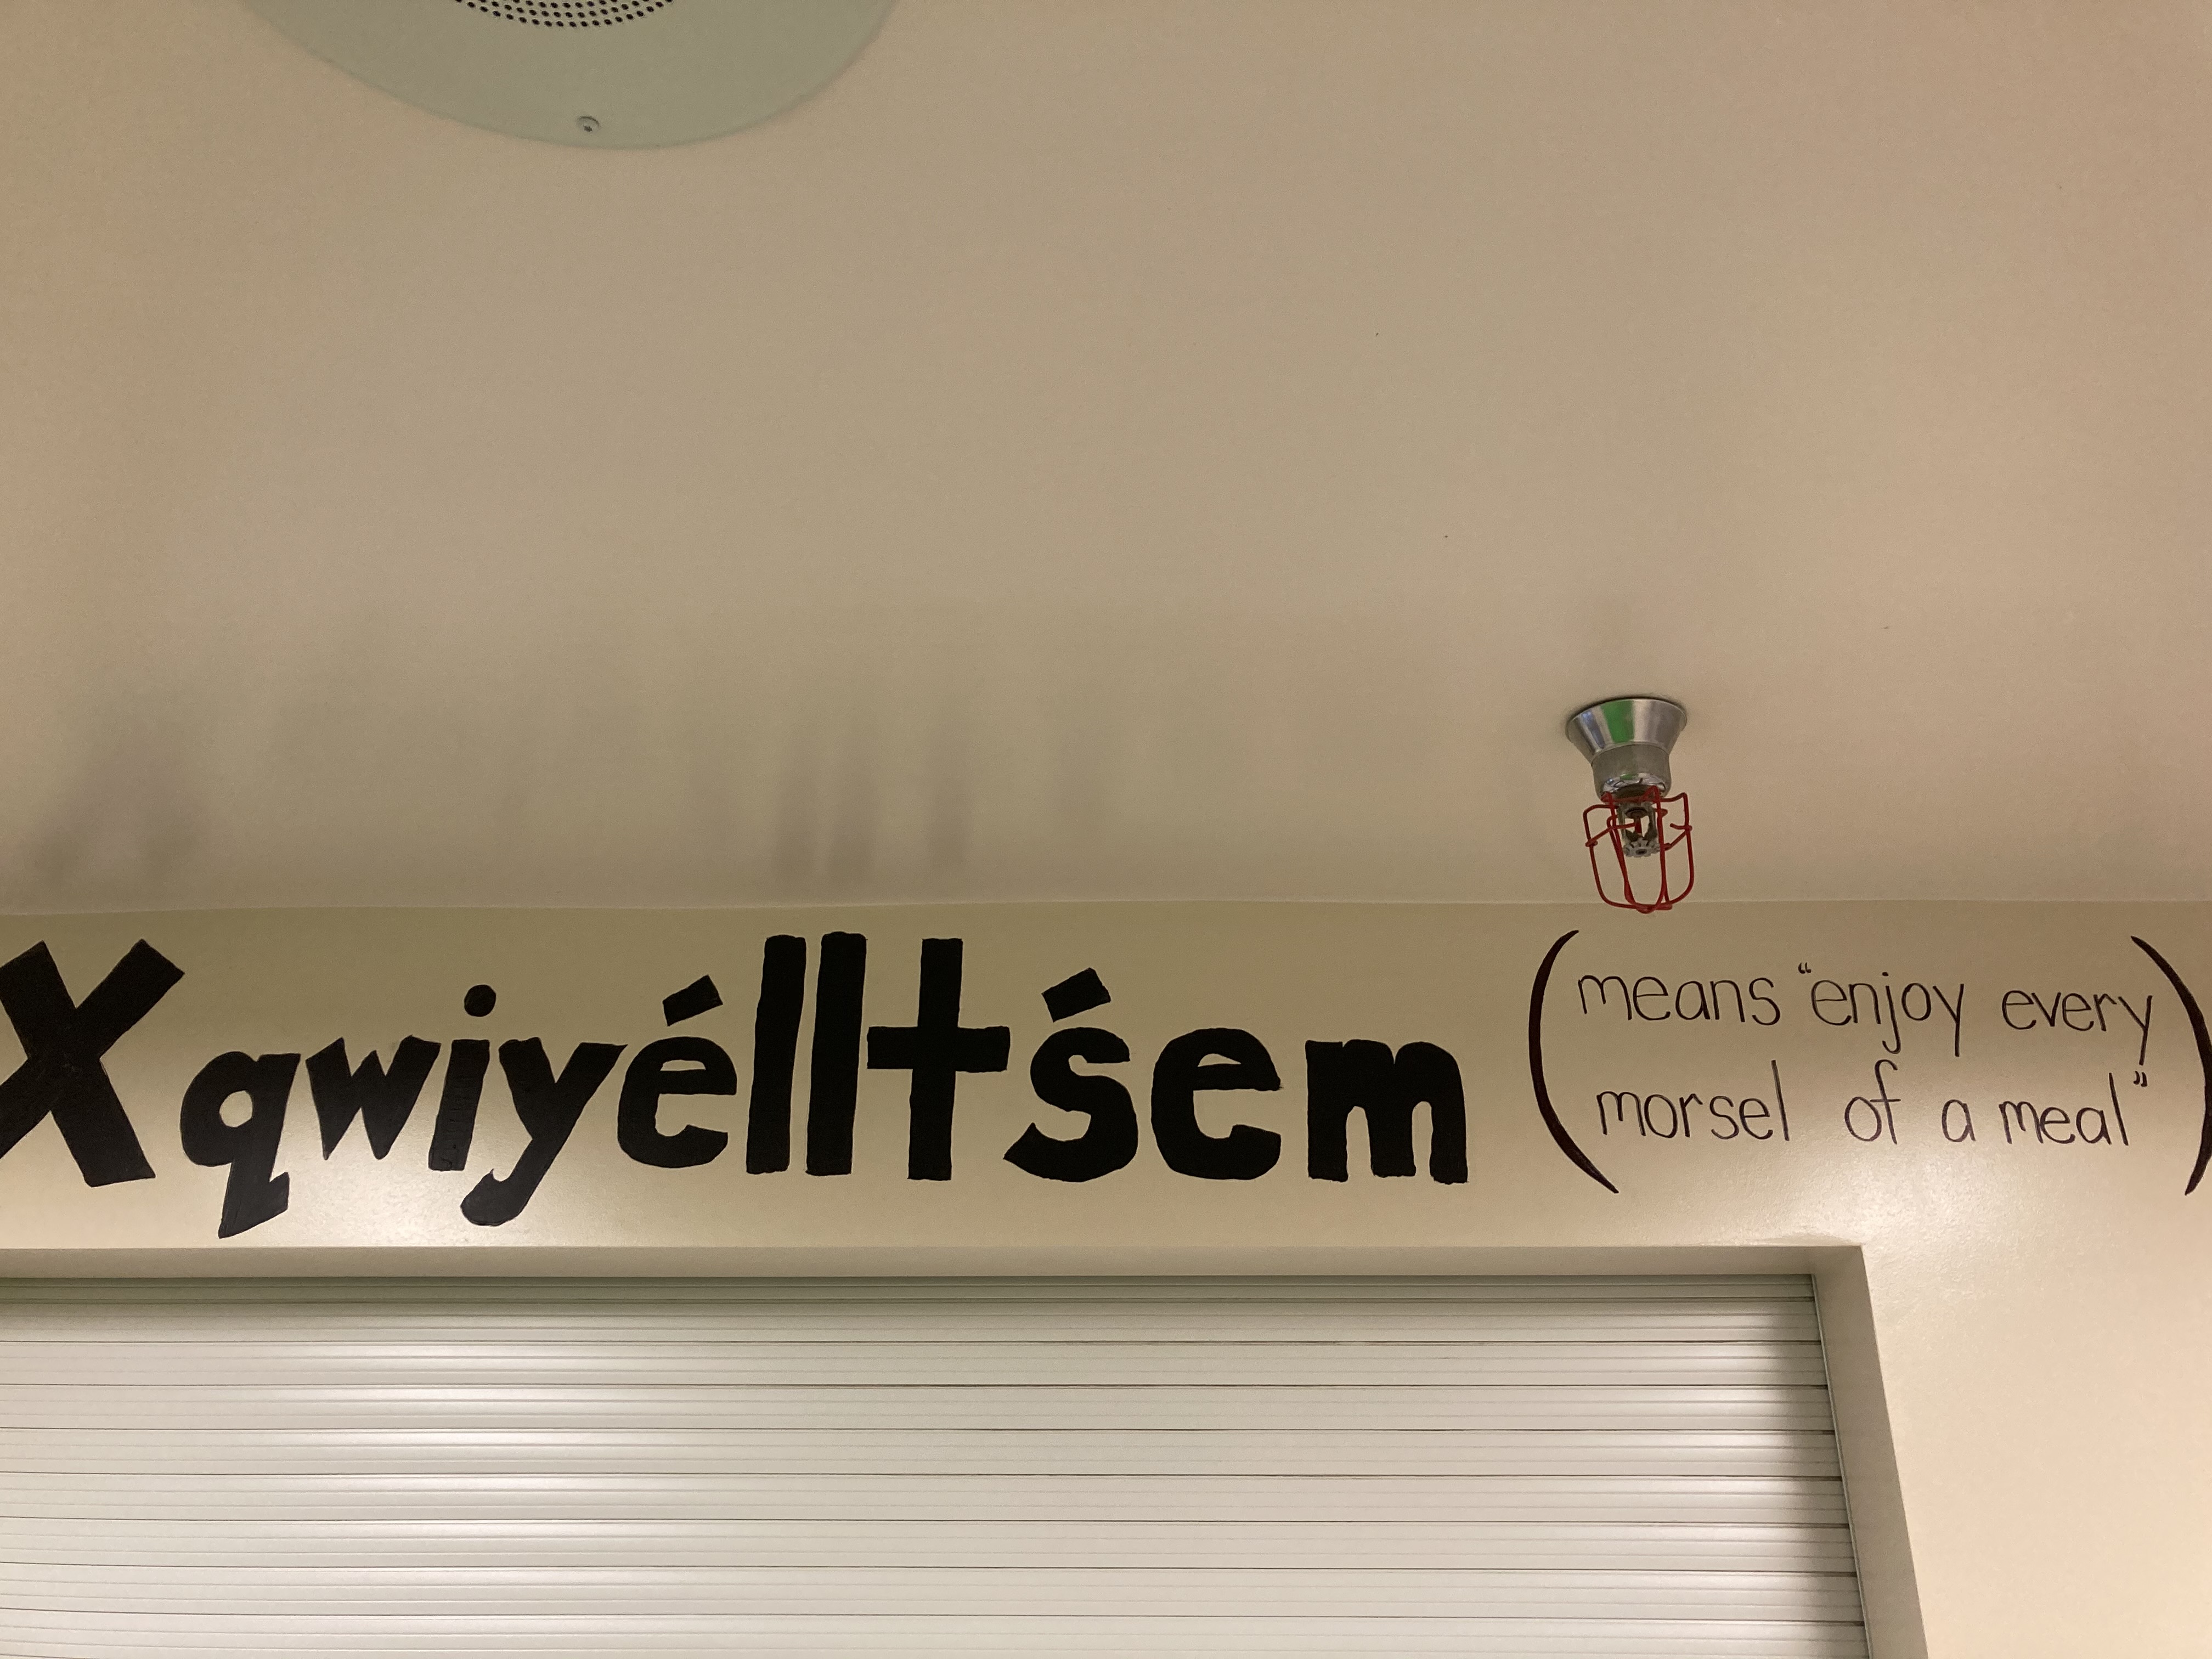 Xqwiyélltśem
(means “enjoy every
morsel of a meal”)